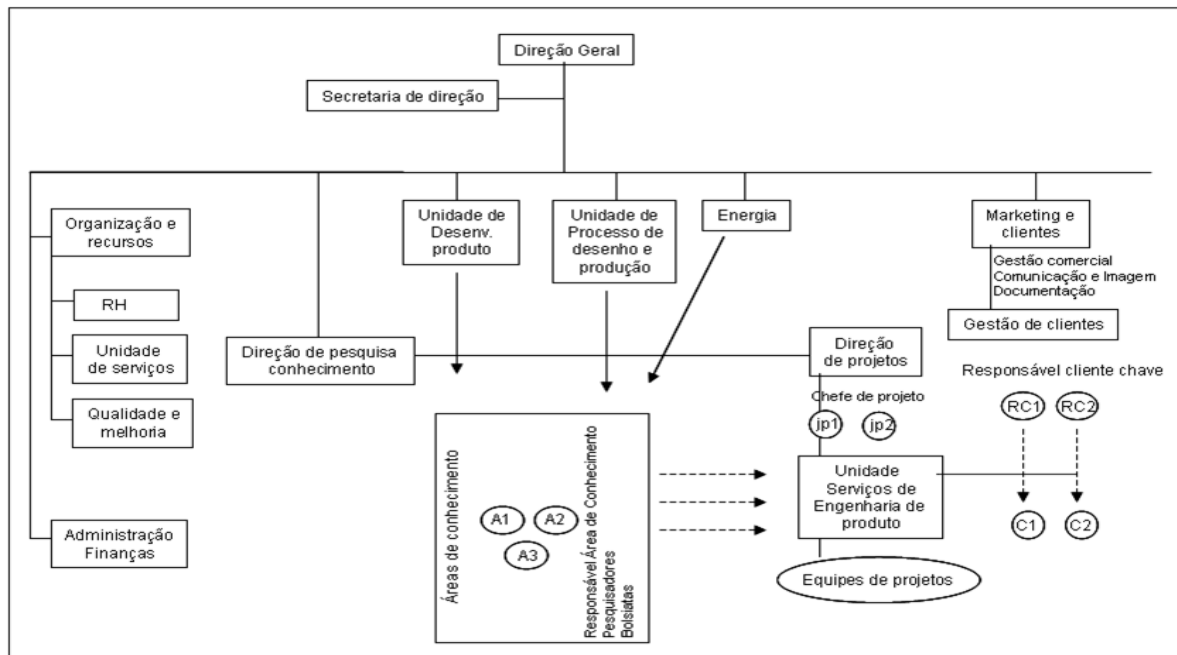 Direção Geral
Secretaria de direção
Organização e
recursos
RH
Unidade
de serviços
Qualidade e
melhoria
Administração
Finanças
Direção de pesquisa
conhecimento
Unidade de
Desenv.
produto
Unidade de
Processo de
desenho e
produção
Energia
Marketing e
clientes
Gestão comercial
Comunicação e Imagem
Documentação
Gestão de clientes
Direção
de projetos
Chefe de projeto
jp1
jp2
Responsável cliente chave
RC1
RC2
Áreas de conhecimento
A1
A2
A3
Responsável Área de Conhecimento
Pesquisadores
Bolsiatas
Unidade
Serviços de
Engenharia de
produto
C1
C2
Equipes de projetos